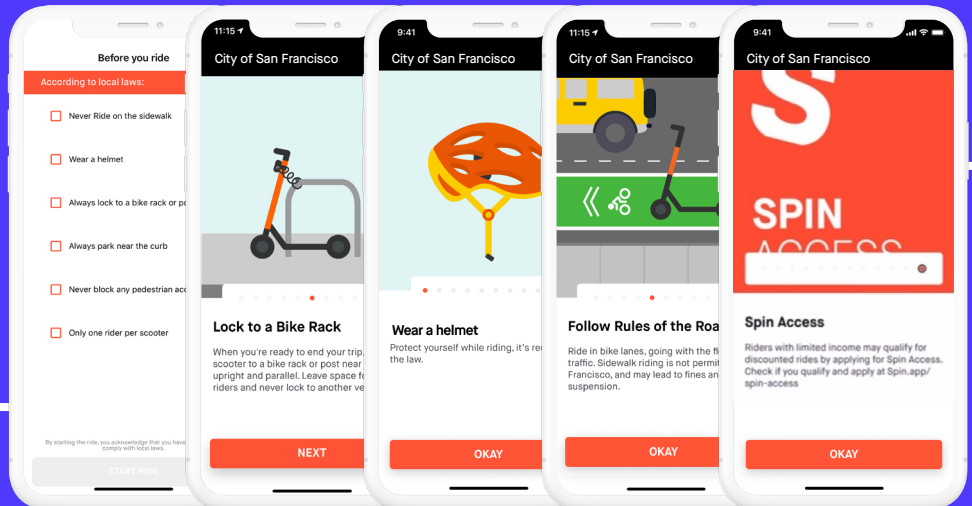 Before you ride
According to local laws:
Never Ride on the sidewalk
Wear a helmet
Always lock to a bike rack or
Always park near the curb
Never block any pedestrian
Only one rider per scooter
By starting the ride, you acknowledge that you have
comply with local laws.
START RIDE
11:15
City of San Francisco
Lock to a Bike Rack
When you're ready to end your trip,
scooter to a bike rack or post near
upright and parallel. Leave space
riders and never lock to another
NEXT
9:41
City of San Francisco
Wear a helmet
Protect yourself while riding, it's
the law.
OKAY
11:15
City of San Francisco
Follow Rules of the
Ride in bike lanes, going with the
traffic. Sidewalk riding is not
Francisco, and may lead to fines
suspension.
OKAY
9:41
City of San Francisco
S
SPIN
ACCESS
Spin Access
Riders with limited income may qualify for
discounted rides by applying for Spin Access.
Check if you qualify and apply at Spin.app/
spin-access
OKAY